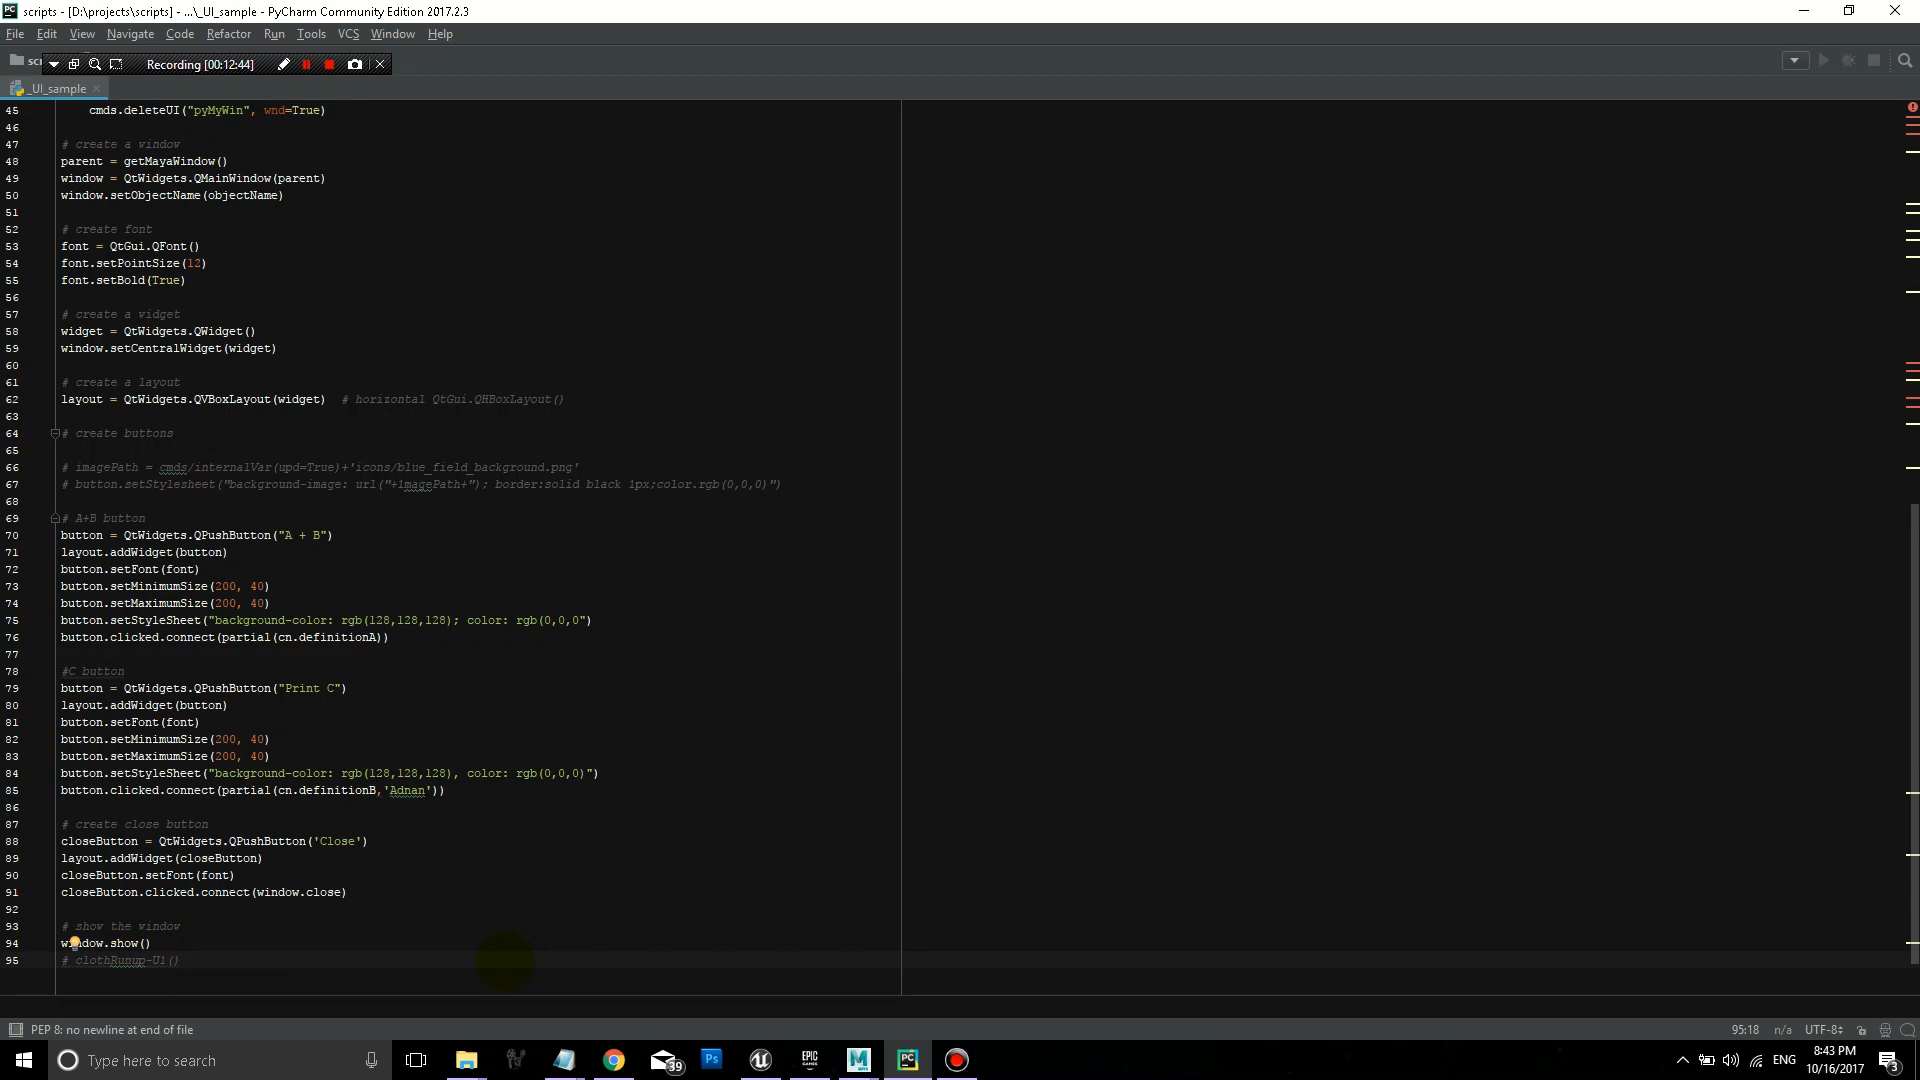 scripts - [D:\projects\scripts] - ...\_UI_sample - PyCharm Community Edition 2017.2.3
File Edit View Navigate Code Refactor Run Tools VCS Window Help
Recording [00:12:44]
_UI_sample
45 cmds.deleteUI("pyMyWin", wnd=True)
46
47 # create a window
48 parent = getMayaWindow()
49 window = QtWidgets.QMainWindow(parent)
50 window.setObjectName(objectName)
51
52 # create font
53 font = QtGui.QFont()
54 font.setPointSize(12)
55 font.setBold(True)
56
57 # create a widget
58 widget = QtWidgets.QWidget()
59 window.setCentralWidget(widget)
60
61 # create a layout
62 layout = QtWidgets.QVBoxLayout(widget)  # horizontal QtGui.QHBoxLayout()
63
64 # create buttons
65
66 # imagePath = cmds/internalVar(upd=True)+'icons/blue_field_background.png'
67 # button.setStylesheet("background-image: url("+1magePath+"); border:solid black 1px;color.rgb(0,0,0)")
68
69 # A+B button
70 button = QtWidgets.QPushButton("A + B")
71 layout.addWidget(button)
72 button.setFont(font)
73 button.setMinimumSize(200, 40)
74 button.setMaximumSize(200, 40)
75 button.setStyleSheet("background-color: rgb(128,128,128); color: rgb(0,0,0")
76 button.clicked.connect(partial(cn.definitionA))
77
78 #C button
79 button = QtWidgets.QPushButton("Print C")
80 layout.addWidget(button)
81 button.setFont(font)
82 button.setMinimumSize(200, 40)
83 button.setMaximumSize(200, 40)
84 button.setStyleSheet("background-color: rgb(128,128,128), color: rgb(0,0,0)")
85 button.clicked.connect(partial(cn.definitionB,'Adnan'))
86
87 # create close button
88 closeButton = QtWidgets.QPushButton('Close')
89 layout.addWidget(closeButton)
90 closeButton.setFont(font)
91 closeButton.clicked.connect(window.close)
92
93 # show the window
94 window.show()
95 # clothRunup-U1()
PEP 8: no newline at end of file 95:18 n/a UTF-8
Type here to search 39 Ps EPIC GAMES M PC ENG 8:43 PM
10/16/2017 3